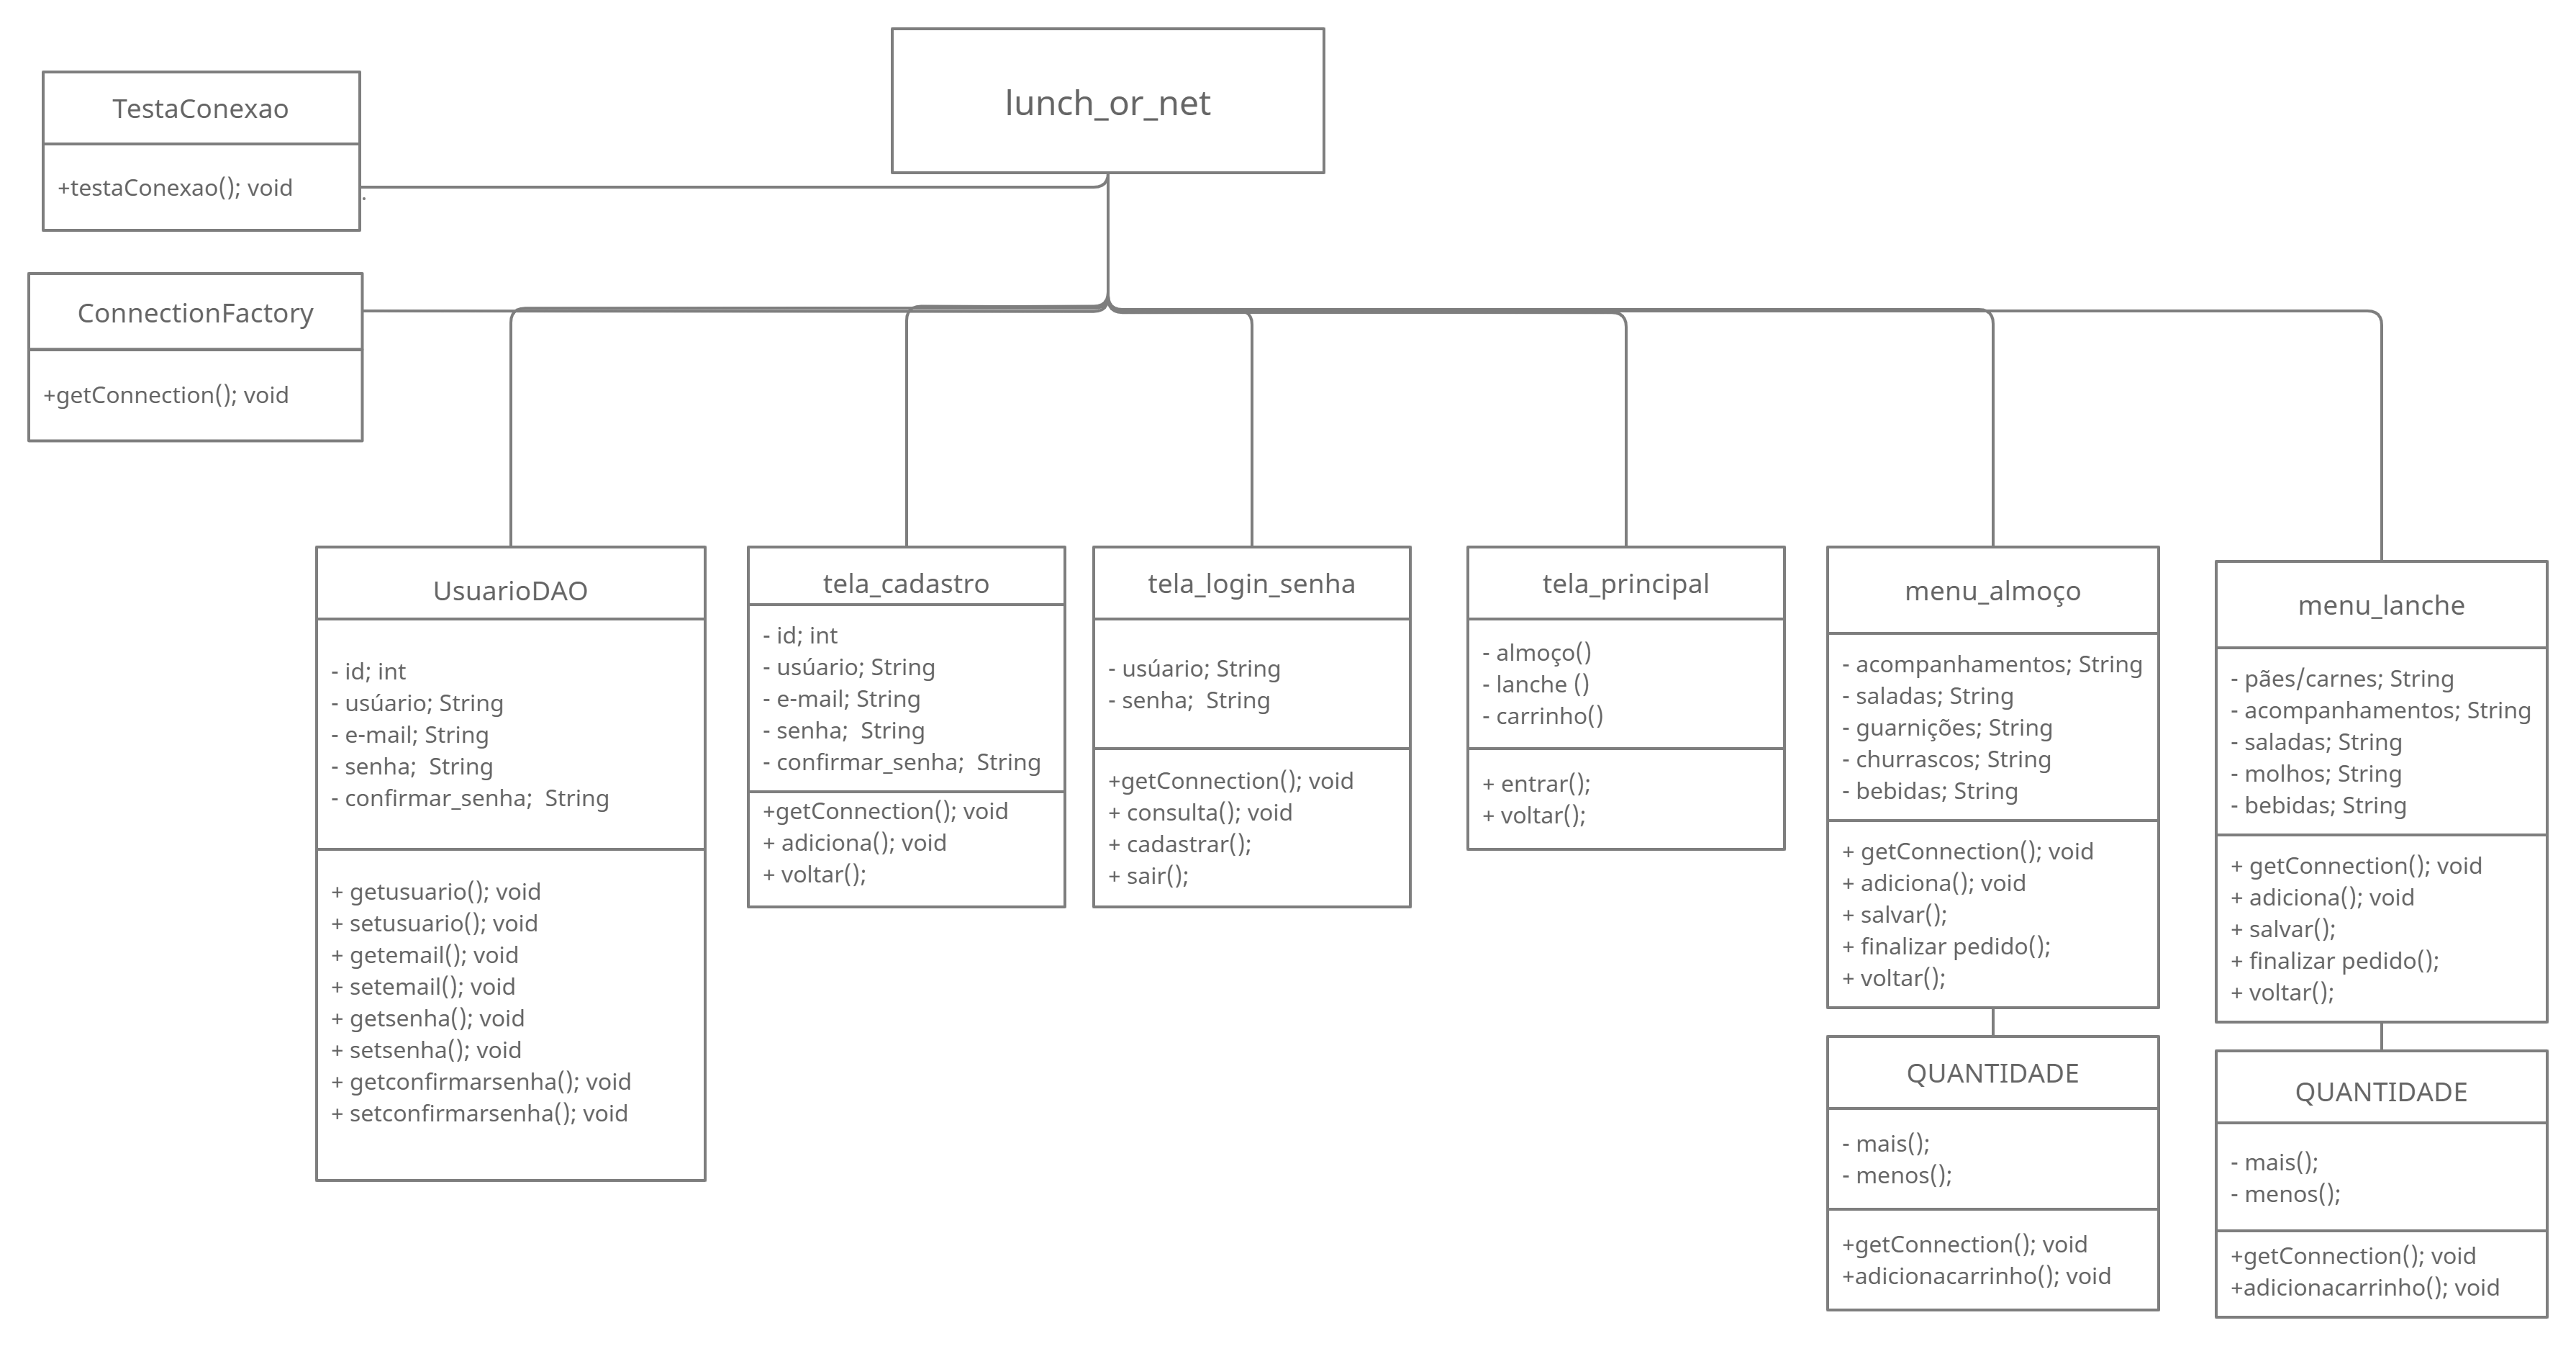 lunch_or_net
TestaConexao
+testaConexao(); void
.
ConnectionFactory
+getConnection(); void
UsuarioDAO
- id; int
- usúario; String
- e-mail; String
- senha;  String
- confirmar_senha;  String
+ getusuario(); void
+ setusuario(); void
+ getemail(); void
+ setemail(); void
+ getsenha(); void
+ setsenha(); void
+ getconfirmarsenha(); void
+ setconfirmarsenha(); void
tela_cadastro
- id; int
- usúario; String
- e-mail; String
- senha;  String
- confirmar_senha;  String
+getConnection(); void
+ adiciona(); void
+ voltar();
tela_login_senha
- usúario; String
- senha;  String
+getConnection(); void
+ consulta(); void
+ cadastrar();
+ sair();
tela_principal
- almoço()
- lanche ()
- carrinho()
+ entrar();
+ voltar();
menu_almoço
- acompanhamentos; String
- saladas; String
- guarnições; String
- churrascos; String
- bebidas; String
+ getConnection(); void
+ adiciona(); void
+ salvar();
+ finalizar pedido();
+ voltar();
QUANTIDADE
- mais();
- menos();
+getConnection(); void
+adicionacarrinho(); void
menu_lanche
- pães/carnes; String
- acompanhamentos; String
- saladas; String
- molhos; String
- bebidas; String
+ getConnection(); void
+ adiciona(); void
+ salvar();
+ finalizar pedido();
+ voltar();
QUANTIDADE
- mais();
- menos();
+getConnection(); void
+adicionacarrinho(); void